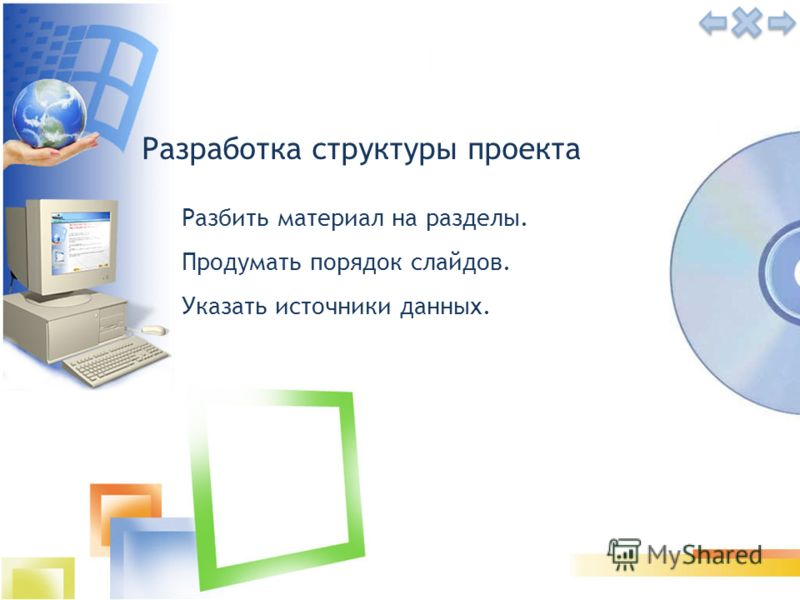 Разработка структуры проекта
Разбить материал на разделы.
Продумать порядок слайдов.
Указать источники данных.
MyShared